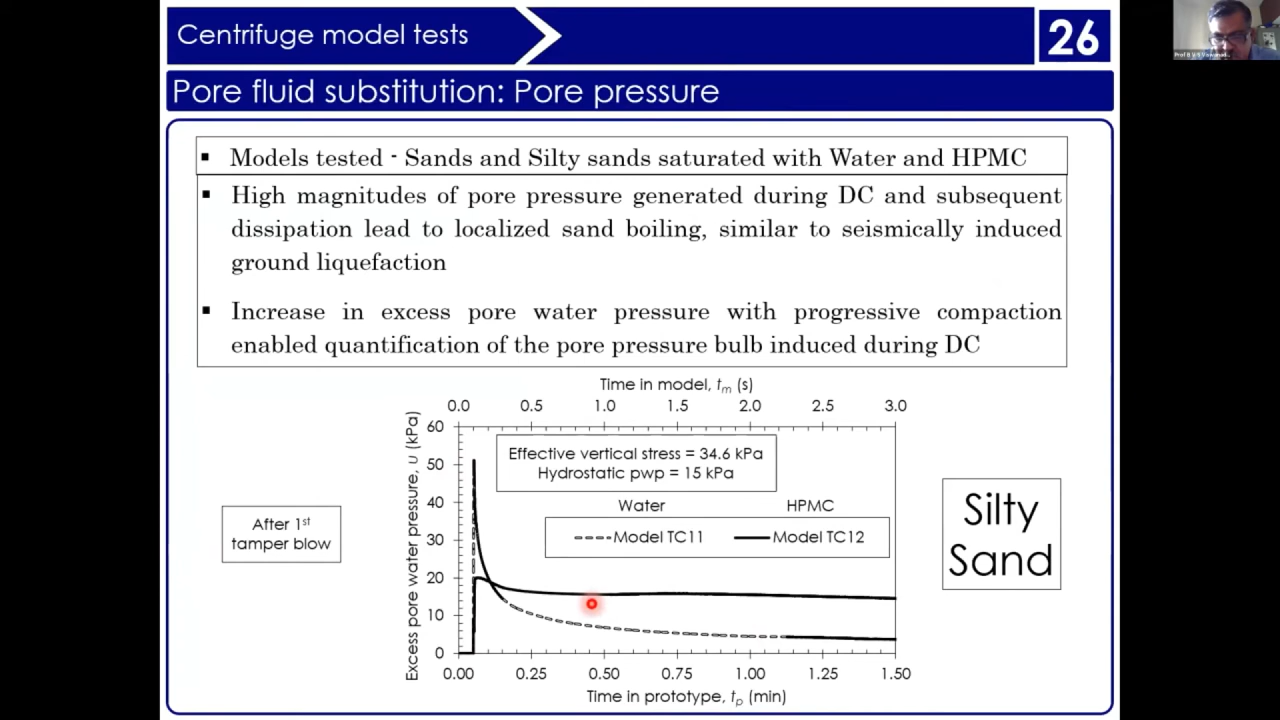 Centrifuge model tests
26
Pore fluid substitution: Pore pressure
▪ Models tested - Sands and Silty sands saturated with Water and HPMC
▪ High magnitudes of pore pressure generated during DC and subsequent
dissipation lead to localized sand boiling, similar to seismically induced
ground liquefaction
▪ Increase in excess pore water pressure with progressive compaction
enabled quantification of the pore pressure bulb induced during DC
Time in model, tm (s)
0.0 0.5 1.0 1.5 2.0 2.5 3.0
Excess pore water pressure, u (kPa)
60
50
40
30
20
10
0
Effective vertical stress = 34.6 kPa
Hydrostatic pwp = 15 kPa
Water HPMC
Model TC11 Model TC12
0.00 0.25 0.50 0.75 1.00 1.25 1.50
Time in prototype, tp (min)
After 1st
tamper blow
Silty
Sand